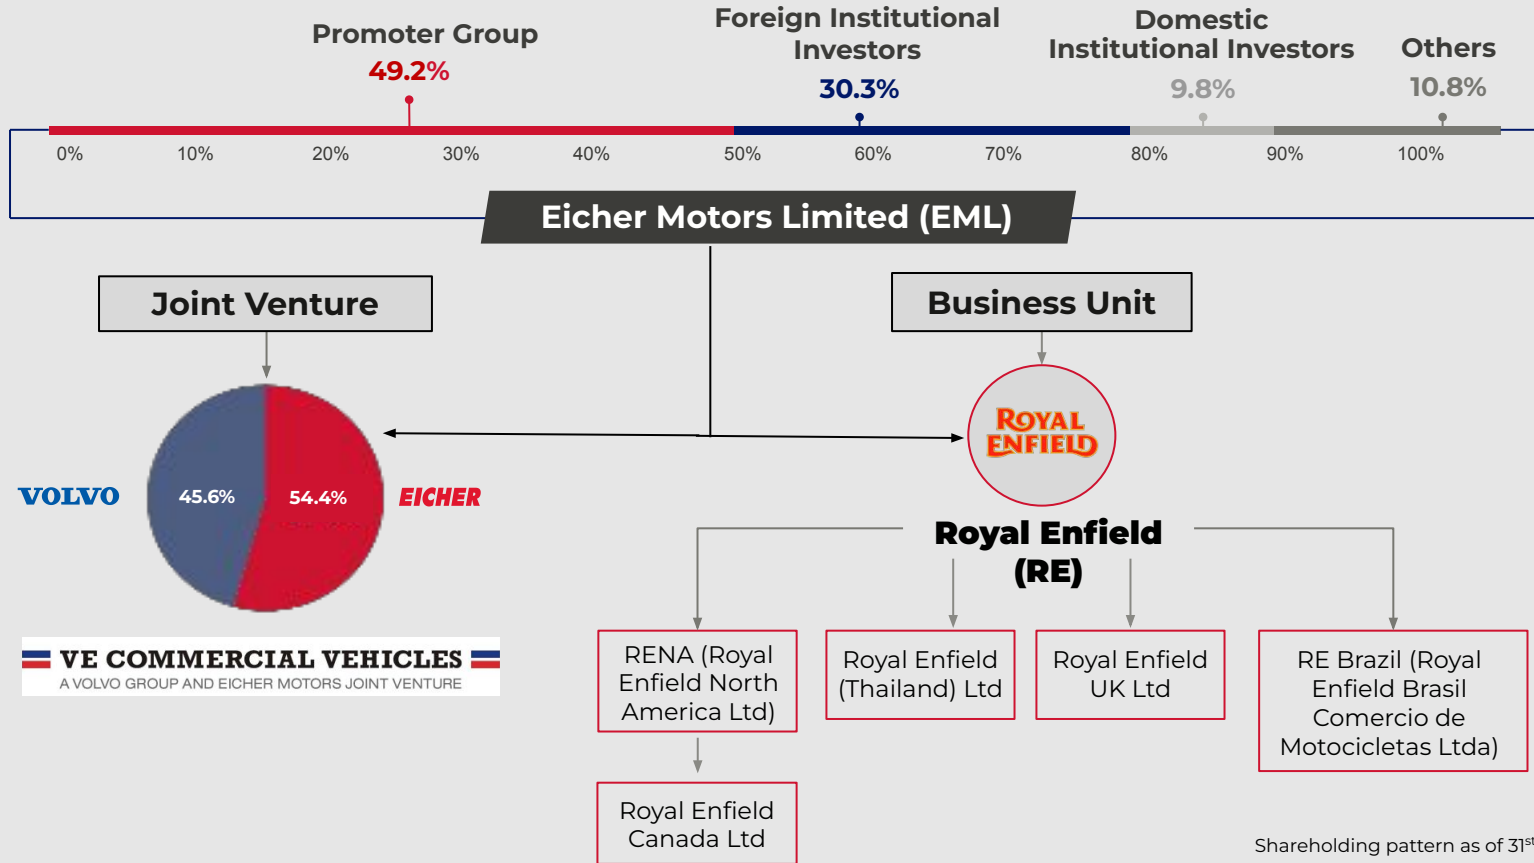 Promoter Group
49.2%
Foreign Institutional
Investors
30.3%
Domestic
Institutional Investors
9.8%
Others
10.8%
0% 10% 20% 30% 40% 50% 60% 70% 80% 90% 100%
Eicher Motors Limited (EML)
Joint Venture
Business Unit
VOLVO
45.6%
54.4%
EICHER
ROYAL
ENFIELD
VE COMMERCIAL VEHICLES
A VOLVO GROUP AND EICHER MOTORS JOINT VENTURE
Royal Enfield
(RE)
RENA (Royal
Enfield North
America Ltd)
Royal Enfield
(Thailand) Ltd
Royal Enfield
UK Ltd
RE Brazil (Royal
Enfield Brasil
Comercio de
Motocicletas Ltda)
Royal Enfield
Canada Ltd
Shareholding pattern as of 31st